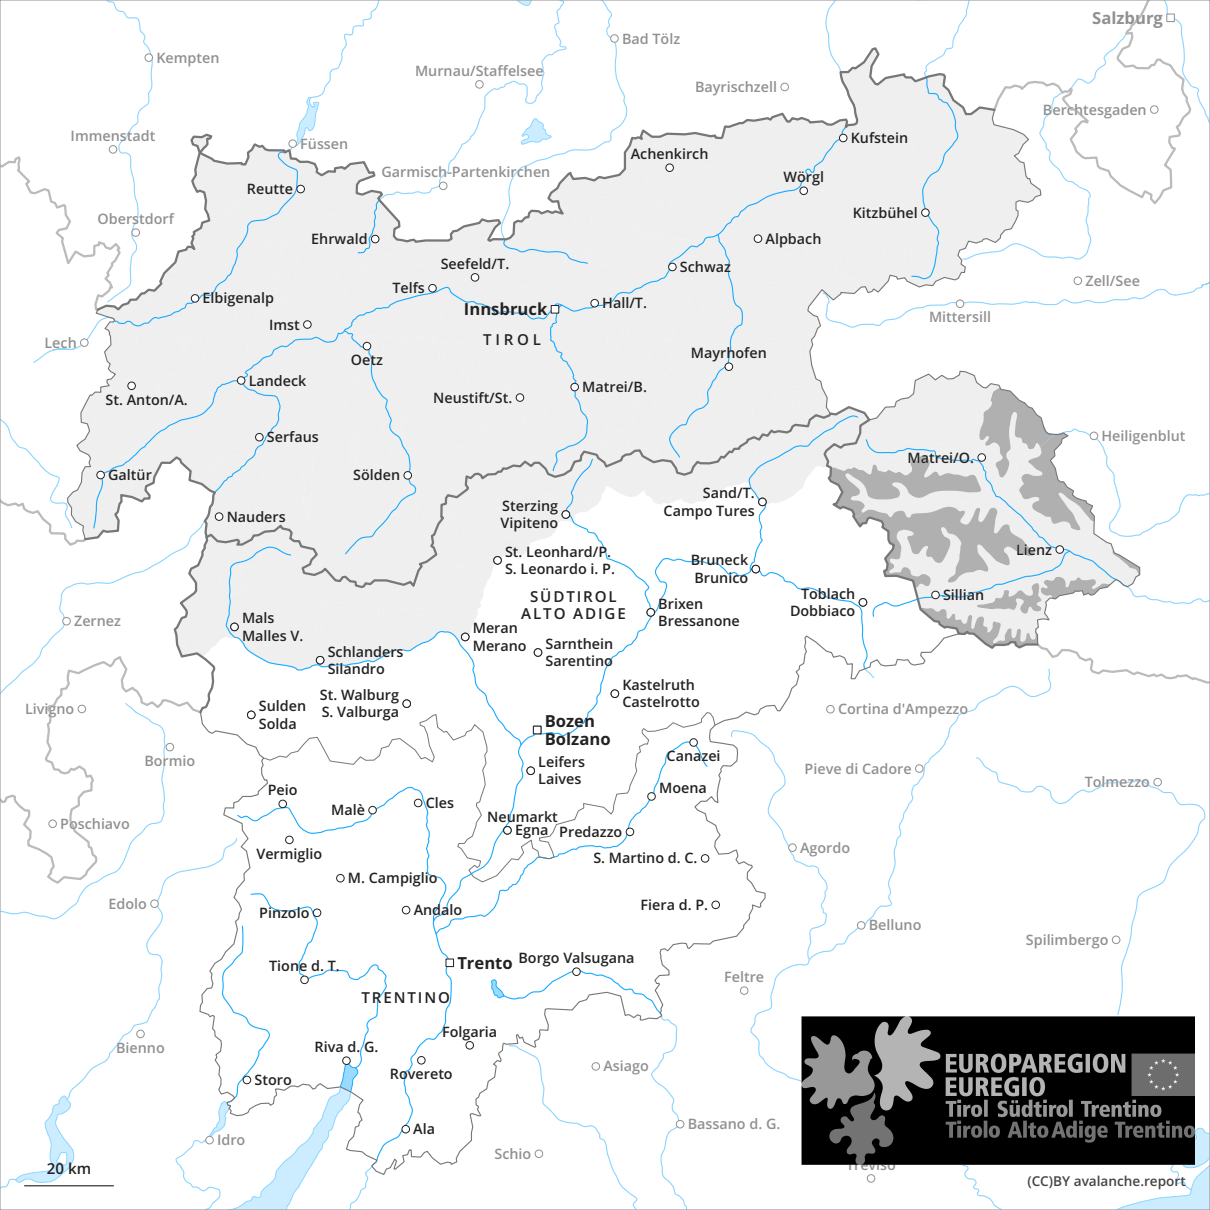 Salzburg
Kempten
Bad Tölz
Murnau/Staffelsee
Bayrischzell
Berchtesgaden
Immenstadt
Füssen
Kufstein
Achenkirch
Garmisch-Partenkirchen
Reutte
Wörgl
Oberstdorf
Kitzbühel
Ehrwald
Alpbach
Seefeld/T.
Schwaz
Zell/See
Telfs
Elbigenalp
Innsbruck
Hall/T.
Mittersill
Imst
TIROL
Lech
Oetz
Mayrhofen
Landeck
Matrei/B.
St. Anton/A.
Neustift/St.
Serfaus
Heiligenblut
Matrei/O.
Galtür
Sölden
Sand/T.
Campo Tures
Sterzing
Vipiteno
Nauders
St. Leonhard/P.
S. Leonardo i. P.
Lienz
Bruneck
Brunico
SÜDTIROL
ALTO ADIGE
Toblach
Dobbiaco
Sillian
Brixen
Bressanone
Zernez
Mals
Malles V.
Meran
Merano
Sarnthein
Sarentino
Schlanders
Silandro
Kastelruth
Castelrotto
St. Walburg
S. Valburga
Livigno
Sulden
Solda
Cortina d'Ampezzo
Bozen
Bolzano
Bormio
Canazei
Leifers
Laives
Pieve di Cadore
Tolmezzo
Peio
Moena
Malè
Cles
Neumarkt
Egna
Poschiavo
Predazzo
Vermiglio
Agordo
S. Martino d. C.
M. Campiglio
Edolo
Pinzolo
Andalo
Fiera d. P.
Belluno
Spilimbergo
Trento
Borgo Valsugana
Tione d. T.
Feltre
TRENTINO
Folgaria
Bienno
Riva d. G.
Asiago
Rovereto
Storo
EUROPAREGION
EUREGIO
Tirol Südtirol Trentino
Tirolo Alto Adige Trentino
Bassano d. G.
Ala
Idro
Schio
Treviso
20 km
(CC)BY avalanche.report